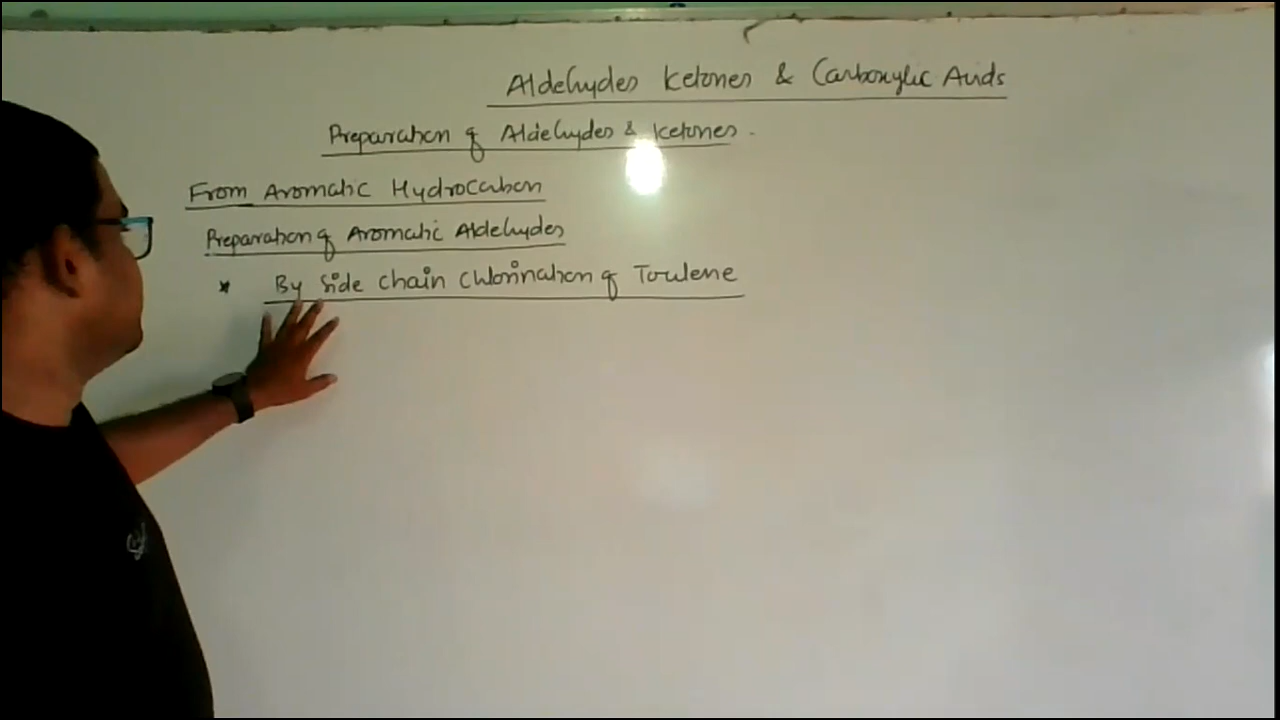 Aldehydes Ketones & Carboxylic Acids
Preparation of Aldehydes & Ketones.
From Aromatic Hydrocarbon
Preparation of Aromatic Aldehydes
* By Side Chain Chlorination of Toulene